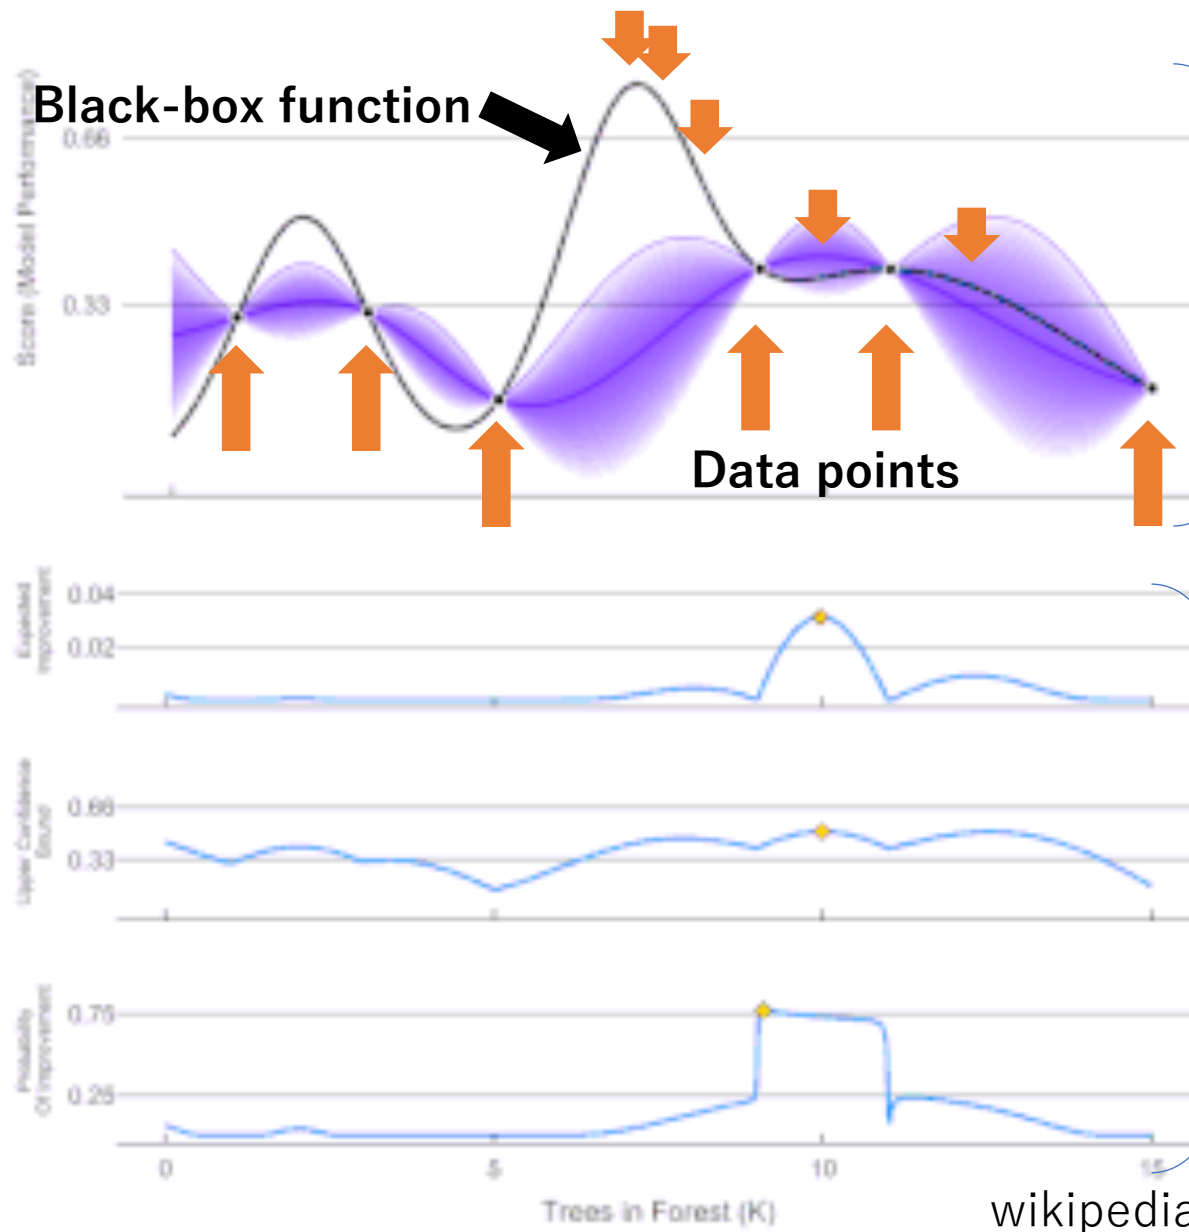 Black-box function
Score (Model Performance)
0.66
0.33
Data points
Expected
Improvement
0.04
0.02
Upper Confidence
Bound
0.66
0.33
Probability
Of Improvement
0.75
0.25
0
5
10
15
Trees in Forest (K)
wikipedia